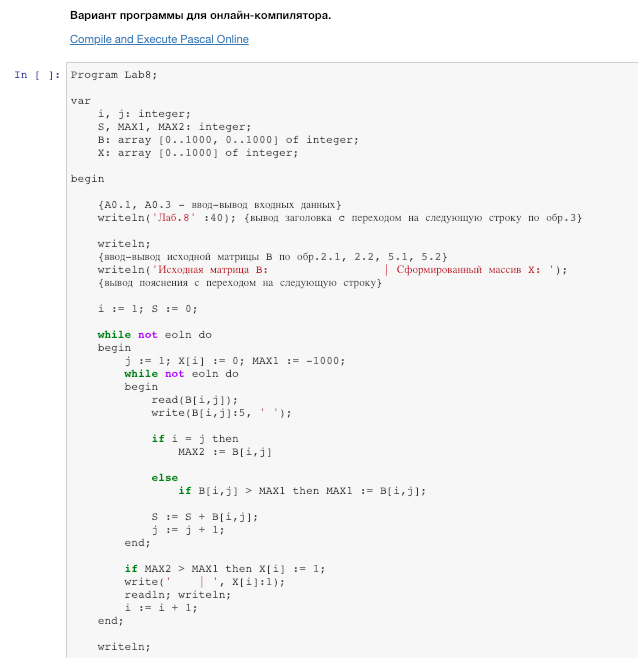 Вариант программы для онлайн-компилятора.
Compile and Execute Pascal Online
In [ ]: Program Lab8;
var
i, j: integer;
S, MAX1, MAX2: integer;
B: array [0..1000, 0..1000] of integer;
X: array [0..1000] of integer;
begin
{A0.1, A0.3 - ввод-вывод входных данных}
writeln('Лаб.8' :40); {вывод заголовка с переходом на следующую строку по обр.3}
writeln;
{ввод-вывод исходной матрицы B по обр.2.1, 2.2, 5.1, 5.2}
writeln('Исходная матрица B:                 | Сформированный массив X: ');
{вывод пояснения с переходом на следующую строку}
i := 1; S := 0;
while not eoln do
begin
j := 1; X[i] := 0; MAX1 := -1000;
while not eoln do
begin
read(B[i,j]);
write(B[i,j]:5, ' ');
if i = j then
MAX2 := B[i,j]
else
if B[i,j] > MAX1 then MAX1 := B[i,j];
S := S + B[i,j];
j := j + 1;
end;
if MAX2 > MAX1 then X[i] := 1;
write('    | ', X[i]:1);
readln; writeln;
i := i + 1;
end;
writeln;